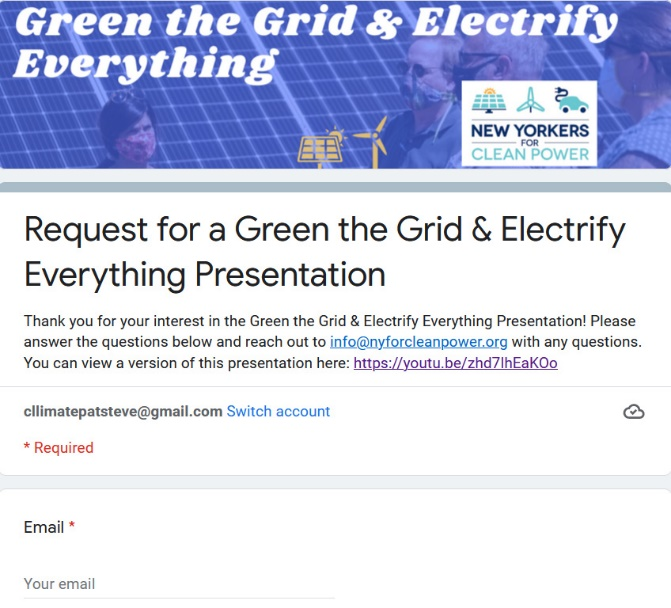 Green the Grid & Electrify
Everything
NEW YORKERS
FOR
CLEAN POWER
Request for a Green the Grid & Electrify
Everything Presentation
Thank you for your interest in the Green the Grid & Electrify Everything Presentation! Please
answer the questions below and reach out to info@nyforcleanpower.org with any questions.
You can view a version of this presentation here: https://youtu.be/zhd7lhEaKOo
cllimatepatsteve@gmail.com Switch account
* Required
Email *
Your email